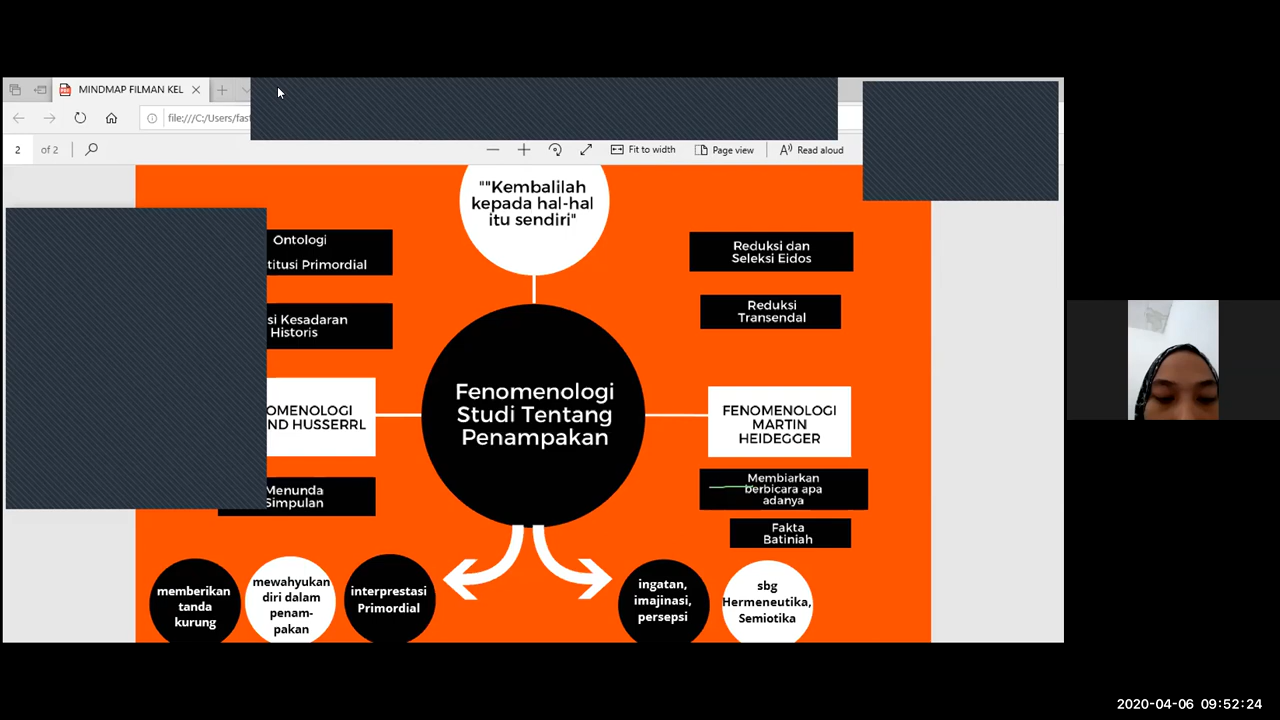 MINDMAP FILMAN KEL
file:///C:/Users/fast
2 of 2
Fit to width
Page view
Read aloud
""Kembalilah
kepada hal-hal
itu sendiri"
Ontologi
titusi Primordial
si Kesadaran
Historis
OMENOLOGI
ND HUSSERRL
Menunda
Simpulan
Fenomenologi
Studi Tentang
Penampakan
Reduksi dan
Seleksi Eidos
Reduksi
Transendal
FENOMENOLOGI
MARTIN
HEIDEGGER
Membiarkan
berbicara apa
adanya
Fakta
Batiniah
memberikan
tanda
kurung
mewahyukan
diri dalam
penam-
pakan
interprestasi
Primordial
ingatan,
imajinasi,
persepsi
sbg
Hermeneutika,
Semiotika
2020-04-06 09:52:24